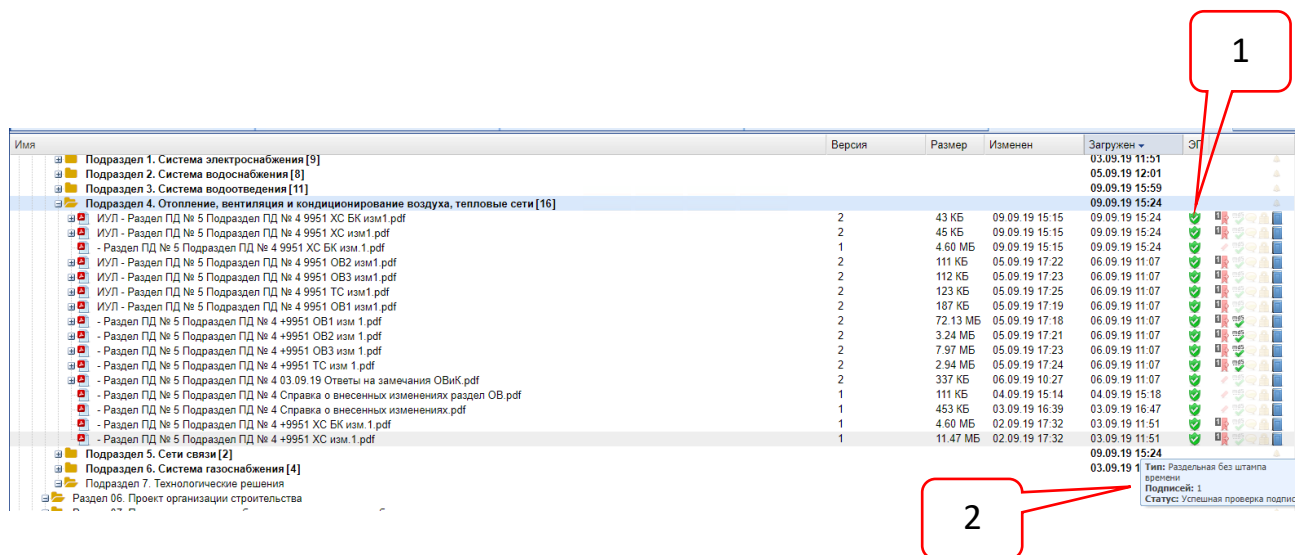 1
Имя Версия Размер Изменен Загружен ЭП
Подраздел 1. Система электроснабжения [9] 03.09.19 11:51
Подраздел 2. Система водоснабжения [8] 05.09.19 12:01
Подраздел 3. Система водоотведения [11] 09.09.19 15:59
Подраздел 4. Отопление, вентиляция и кондиционирование воздуха, тепловые сети [16] 09.09.19 15:24
ИУЛ - Раздел ПД № 5 Подраздел ПД № 4 9951 ХС БК изм1.pdf 2 43 КБ 09.09.19 15:15 09.09.19 15:24
ИУЛ - Раздел ПД № 5 Подраздел ПД № 4 9951 ХС изм1.pdf 2 45 КБ 09.09.19 15:15 09.09.19 15:24
- Раздел ПД № 5 Подраздел ПД № 4 9951 ХС БК изм.1.pdf 1 4.60 МБ 09.09.19 15:15 09.09.19 15:24
ИУЛ - Раздел ПД № 5 Подраздел ПД № 4 9951 ОВ2 изм1.pdf 2 111 КБ 05.09.19 17:22 06.09.19 11:07
ИУЛ - Раздел ПД № 5 Подраздел ПД № 4 9951 ОВ3 изм1.pdf 2 112 КБ 05.09.19 17:23 06.09.19 11:07
ИУЛ - Раздел ПД № 5 Подраздел ПД № 4 9951 ТС изм1.pdf 2 123 КБ 05.09.19 17:25 06.09.19 11:07
ИУЛ - Раздел ПД № 5 Подраздел ПД № 4 9951 ОВ1 изм1.pdf 2 187 КБ 05.09.19 17:19 06.09.19 11:07
- Раздел ПД № 5 Подраздел ПД № 4 +9951 ОВ1 изм 1.pdf 2 72.13 МБ 05.09.19 17:18 06.09.19 11:07
- Раздел ПД № 5 Подраздел ПД № 4 +9951 ОВ2 изм 1.pdf 2 3.24 МБ 05.09.19 17:21 06.09.19 11:07
- Раздел ПД № 5 Подраздел ПД № 4 +9951 ОВ3 изм 1.pdf 2 7.97 МБ 05.09.19 17:23 06.09.19 11:07
- Раздел ПД № 5 Подраздел ПД № 4 +9951 ТС изм 1.pdf 2 2.94 МБ 05.09.19 17:24 06.09.19 11:07
- Раздел ПД № 5 Подраздел ПД № 4 03.09.19 Ответы на замечания ОВиК.pdf 2 337 КБ 06.09.19 10:27 06.09.19 11:07
- Раздел ПД № 5 Подраздел ПД № 4 Справка о внесенных изменениях раздел ОВ.pdf 1 111 КБ 04.09.19 15:14 04.09.19 15:18
- Раздел ПД № 5 Подраздел ПД № 4 Справка о внесенных изменениях.pdf 1 453 КБ 03.09.19 16:39 03.09.19 16:47
- Раздел ПД № 5 Подраздел ПД № 4 +9951 ХС БК изм.1.pdf 1 4.60 МБ 02.09.19 17:32 03.09.19 11:51
- Раздел ПД № 5 Подраздел ПД № 4 +9951 ХС изм.1.pdf 1 11.47 МБ 02.09.19 17:32 03.09.19 11:51
Подраздел 5. Сети связи [2] 09.09.19 15:24
Подраздел 6. Система газоснабжения [4] 03.09.19 1
Тип: Раздельная без штампа
времени
Подписей: 1
Статус: Успешная проверка подпис
Подраздел 7. Технологические решения
Раздел 06. Проект организации строительства
2